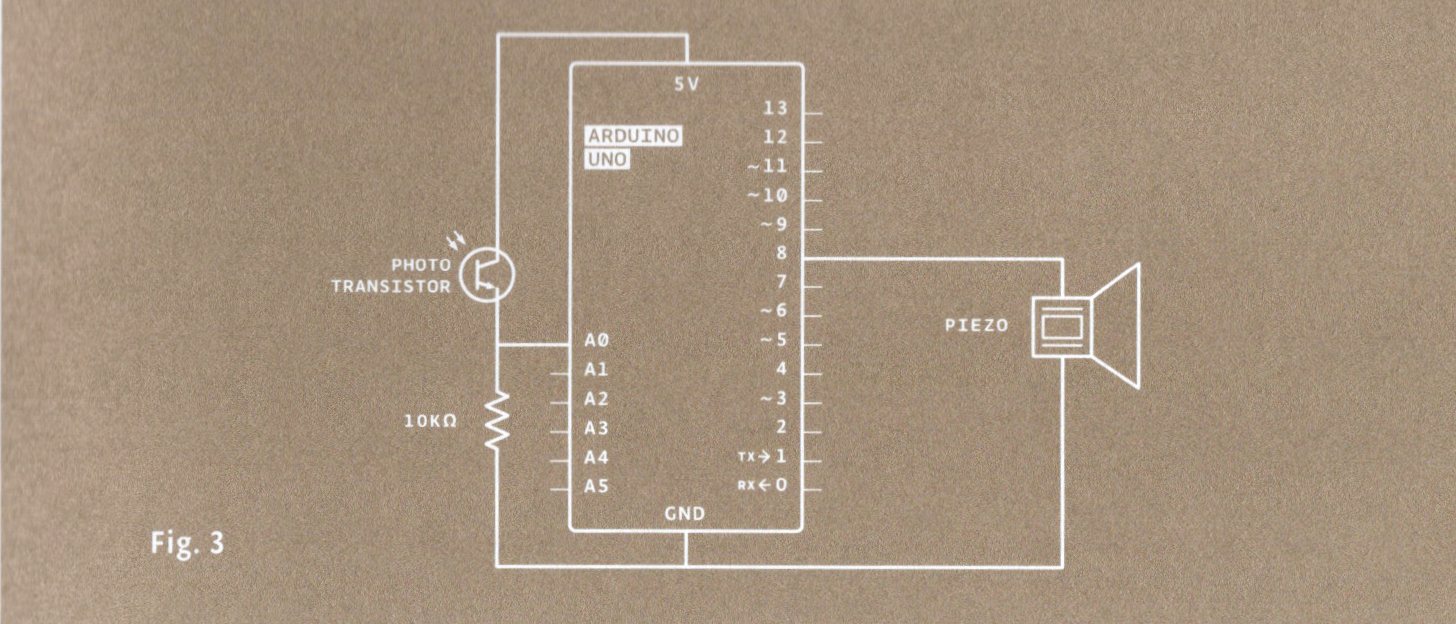 5V
ARDUINO
UNO
13
12
~11
~10
~9
8
7
~6
~5
4
~3
2
TX→1
RX←0
A0
A1
A2
A3
A4
A5
GND
PHOTO
TRANSISTOR
10KΩ
PIEZO
Fig. 3